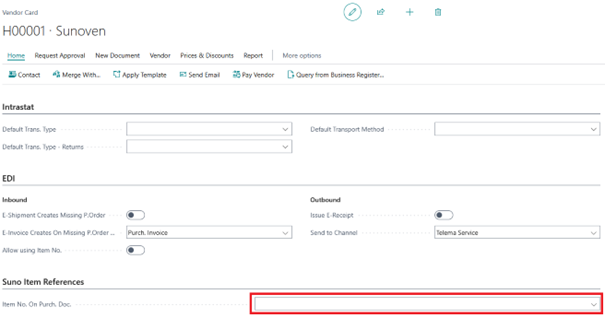 Vendor Card
H00001 · Sunoven
Home Request Approval New Document Vendor Prices & Discounts Report More options
Contact Merge With... Apply Template Send Email Pay Vendor Query from Business Register...
Intrastat
Default Trans. Type Default Transport Method
Default Trans. Type - Returns
EDI
Inbound Outbound
E-Shipment Creates Missing P.Order Issue E-Receipt
E-Invoice Creates On Missing P.Order ... Purch. Invoice Send to Channel Telema Service
Allow using Item No.
Suno Item References
Item No. On Purch. Doc.